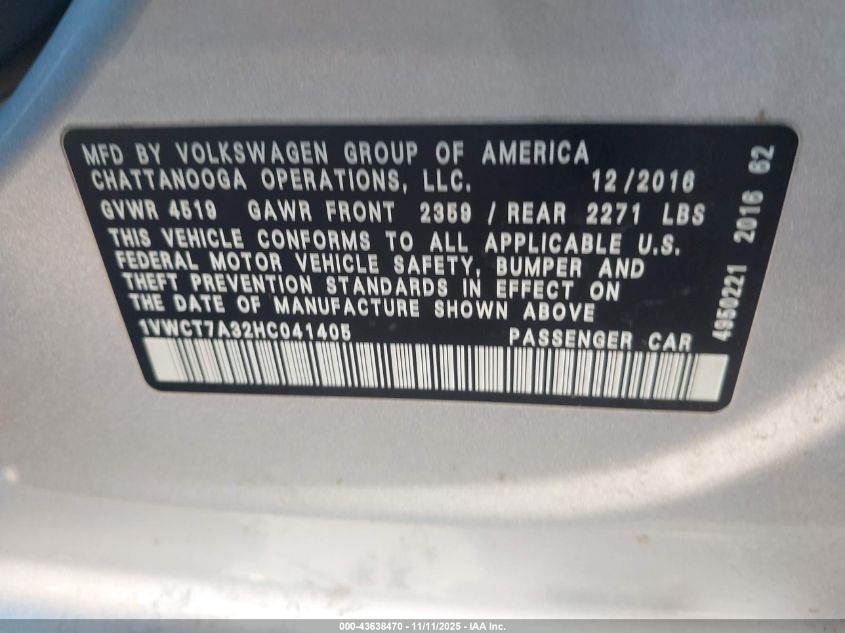 MFD BY VOLKSWAGEN GROUP OF AMERICA
CHATTANOOGA OPERATIONS, LLC. 12/2016
GVWR 4519 GAWR FRONT 2359 / REAR 2271 LBS
THIS VEHICLE CONFORMS TO ALL APPLICABLE U.S.
FEDERAL MOTOR VEHICLE SAFETY, BUMPER AND
THEFT PREVENTION STANDARDS IN EFFECT ON
THE DATE OF MANUFACTURE SHOWN ABOVE
1VWCT7A32HC041405 PASSENGER CAR
4950221 2016 62
000-43638470 - 11/11/2025 - IAA Inc.